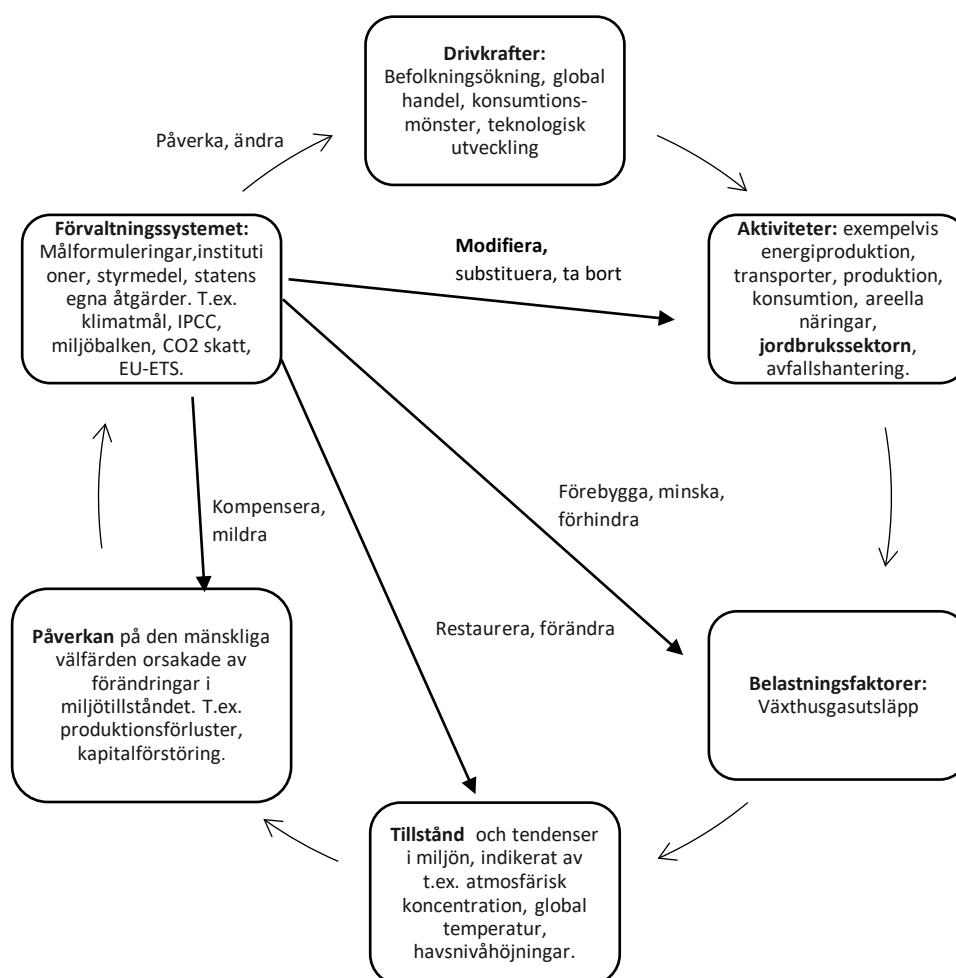 Drivkrafter:
Befolkningsökning, global
handel, konsumtions-
mönster, teknologisk
utveckling
Påverka, ändra
Förvaltningssystemet:
Målformuleringar,instituti
oner, styrmedel, statens
egna åtgärder. T.ex.
klimatmål, IPCC,
miljöbalken, CO2 skatt,
EU-ETS.
Modifiera,
substituera, ta bort
Aktiviteter: exempelvis
energiproduktion,
transporter, produktion,
konsumtion, areella
näringar,
jordbrukssektorn,
avfallshantering.
Kompensera,
mildra
Förebygga, minska,
förhindra
Restaurera, förändra
Påverkan på den mänskliga
välfärden orsakade av
förändringar i
miljötillståndet. T.ex.
produktionsförluster,
kapitalförstöring.
Belastningsfaktorer:
Växthusgasutsläpp
Tillstånd och tendenser
i miljön, indikerat av
t.ex. atmosfärisk
koncentration, global
temperatur,
havsnivåhöjningar.